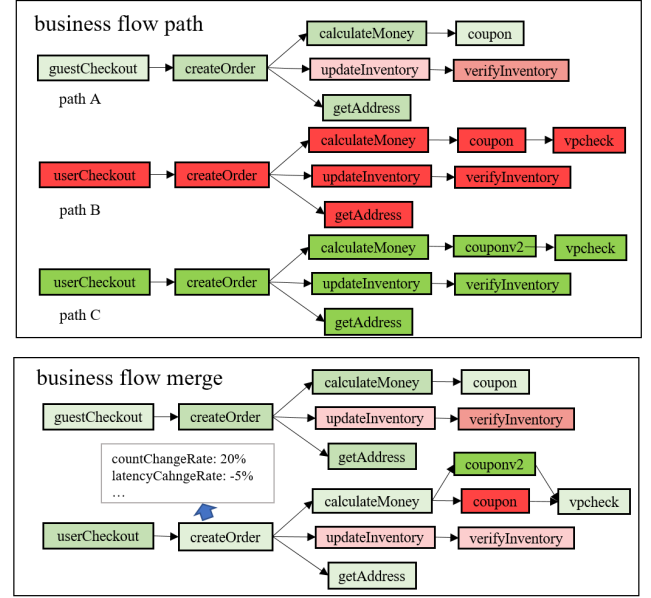 business flow path
calculateMoney coupon
guestCheckout createOrder updateInventory verifyInventory
path A
getAddress
calculateMoney coupon vpcheck
userCheckout createOrder updateInventory verifyInventory
path B
getAddress
calculateMoney couponv2 vpcheck
userCheckout createOrder updateInventory verifyInventory
path C
getAddress
business flow merge
calculateMoney coupon
guestCheckout createOrder updateInventory verifyInventory
getAddress
countChangeRate: 20%
latencyCahngeRate: -5%
...
couponv2
calculateMoney coupon vpcheck
userCheckout createOrder updateInventory verifyInventory
getAddress